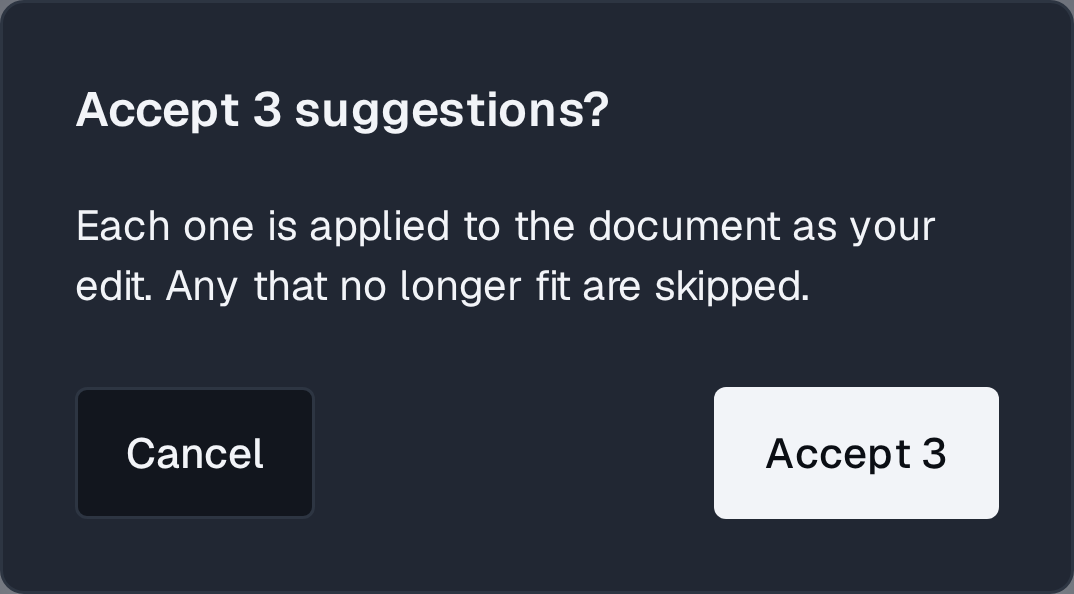 Accept 3 suggestions?
Each one is applied to the document as your
edit. Any that no longer fit are skipped.
Cancel
Accept 3